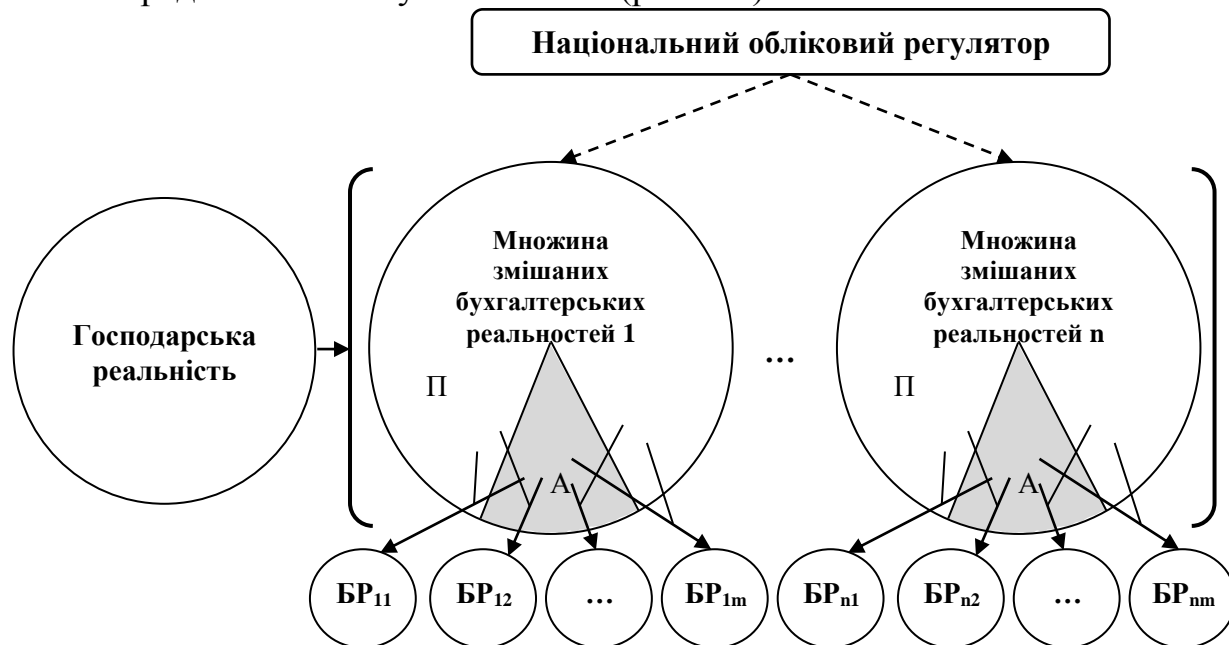 Національний обліковий регулятор
Множина
змішаних
бухгалтерських
реальностей 1
Множина
змішаних
бухгалтерських
реальностей n
Господарська
реальність
...
П
П
А
А
БР11
БР12
...
БР1m
БРn1
БРn2
...
БРnm